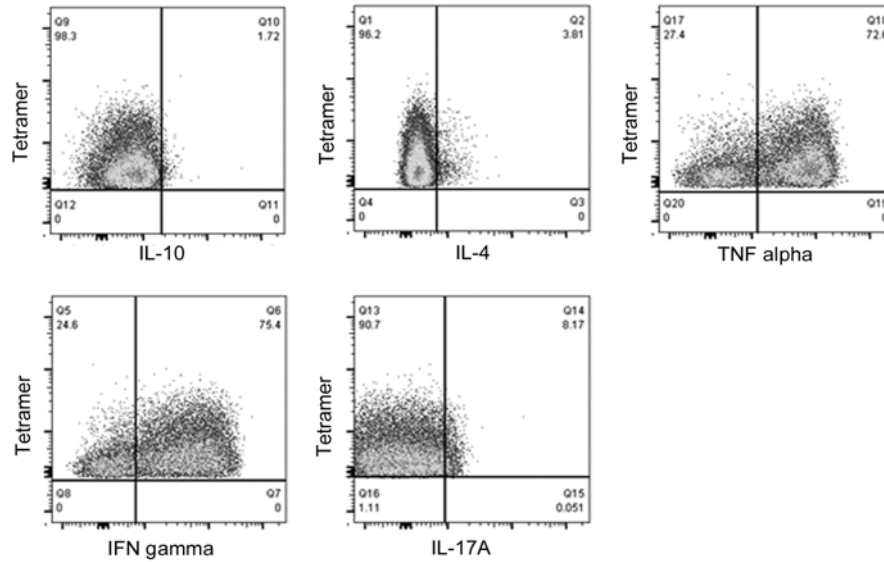 Q9
98.3
Q10
1.72
Tetramer
Q12
0
Q11
0
IL-10
Q1
96.2
Q2
3.81
Tetramer
Q4
0
Q3
0
IL-4
Q17
27.4
Tetramer
Q20
0
TNF alpha
Q5
24.6
Q6
75.4
Tetramer
Q8
0
Q7
0
IFN gamma
Q13
90.7
Q14
8.17
Tetramer
Q16
1.11
Q15
0.051
IL-17A